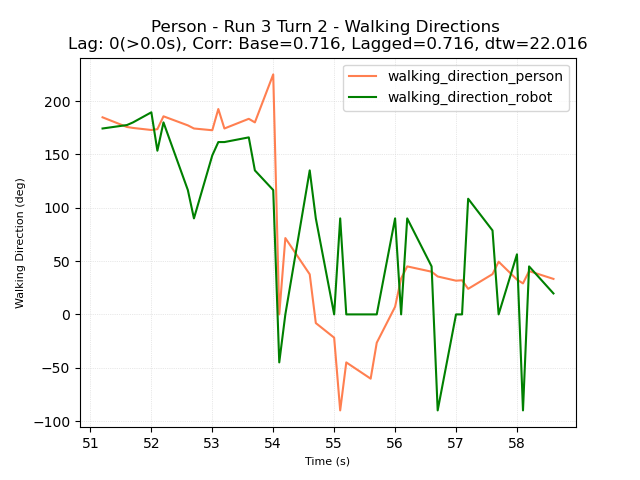 Person - Run 3 Turn 2 - Walking Directions
Lag: 0(>0.0s), Corr: Base=0.716, Lagged=0.716, dtw=22.016
walking_direction_person
walking_direction_robot
Walking Direction (deg)
200
150
100
50
0
−50
−100
51 52 53 54 55 56 57 58
Time (s)